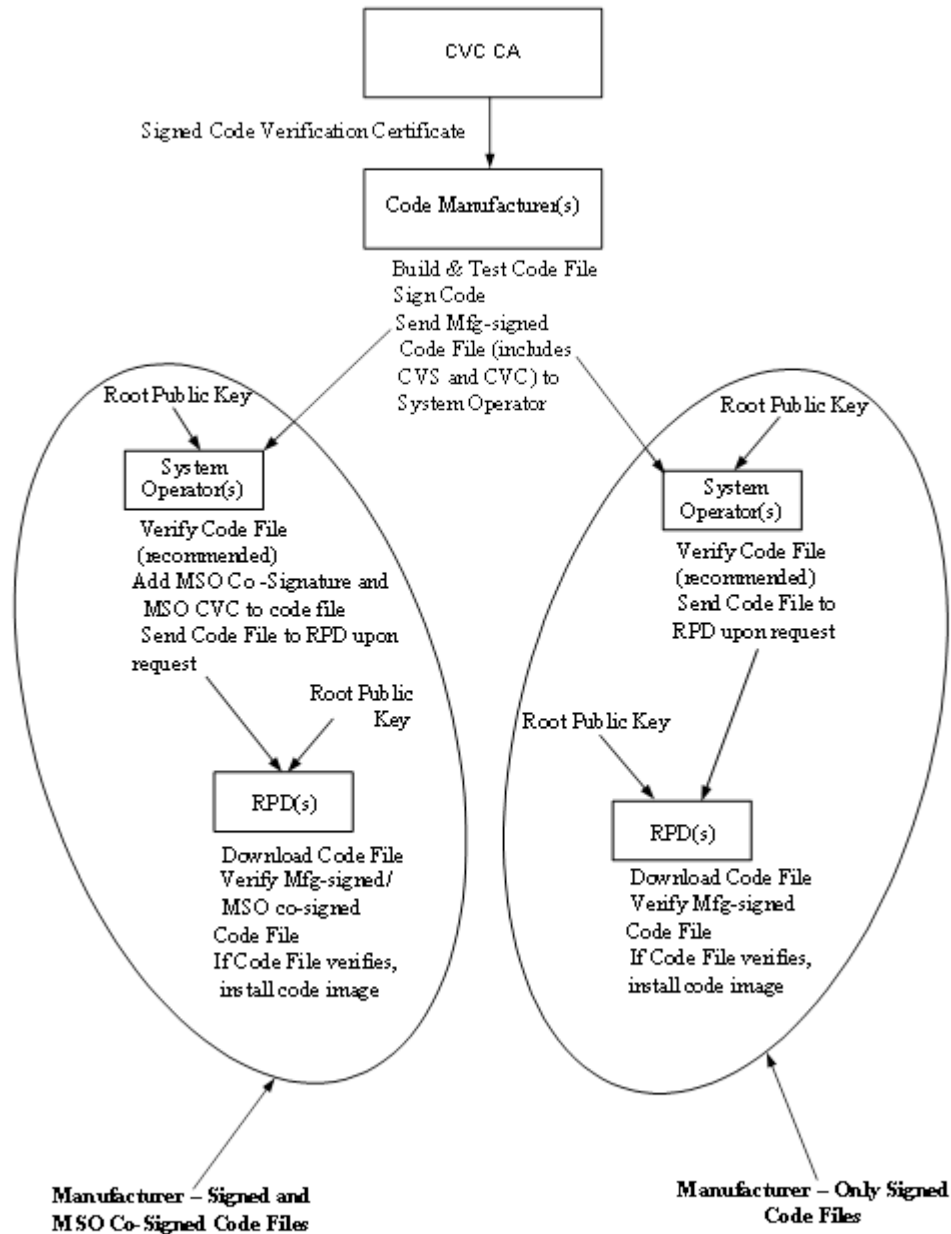 CVC CA
Signed Code Verification Certificate
Code Manufacturer(s)
Build & Test Code File
Sign Code
Send Mfg-signed
Code File (includes
CVS and CVC) to
System Operator
Root Public Key
System
Operator(s)
Verify Code File
(recommended)
Add MSO Co -Signature and
MSO CVC to code file
Send Code File to RPD upon
request
Root Public
Key
RPD(s)
Download Code File
Verify Mfg-signed/
MSO co-signed
Code File
If Code File verifies,
install code image
Manufacturer – Signed and
MSO Co-Signed Code Files
Root Public Key
System
Operator(s)
Verify Code File
(recommended)
Send Code File to
RPD upon request
Root Public Key
RPD(s)
Download Code File
Verify Mfg-signed
Code File
If Code File verifies,
install code image
Manufacturer – Only Signed
Code Files